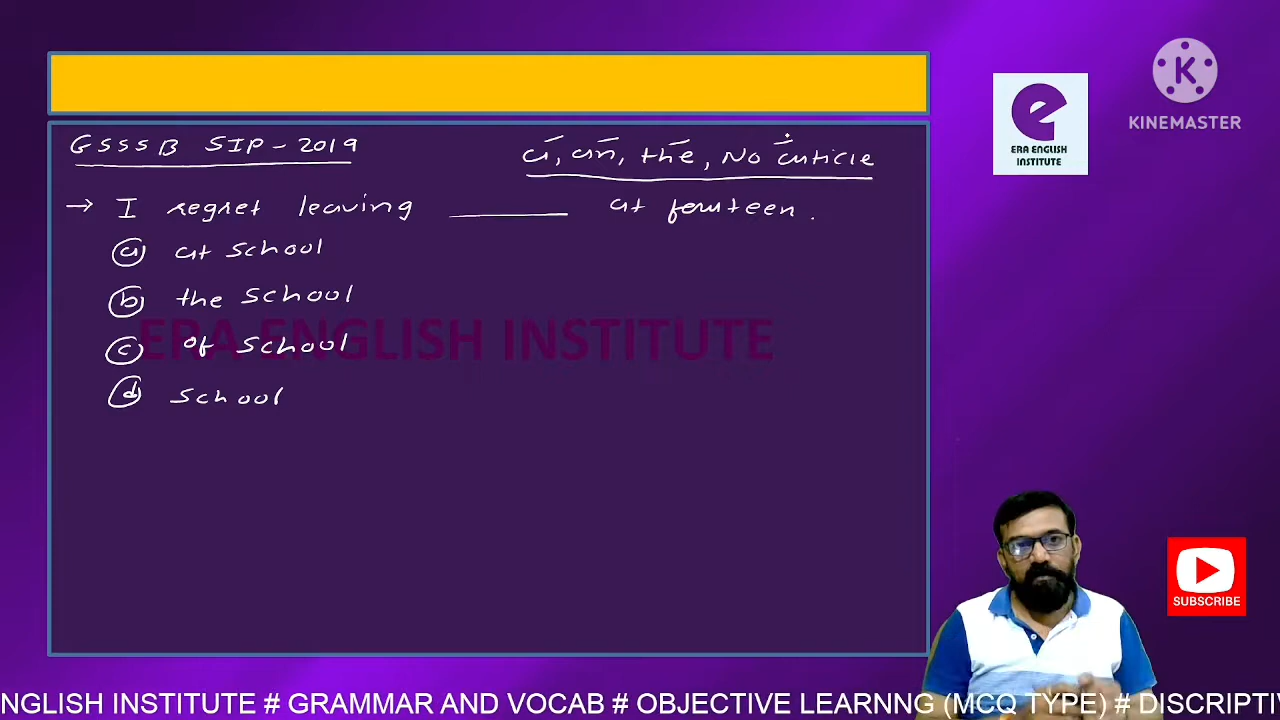 GSSSB SIP - 2019
a, an, the, No article
→ I regret leaving ______ at fourteen.
(a) at school
(b) the school
(c) of school
(d) school
ERA ENGLISH INSTITUTE
e
ERA ENGLISH
INSTITUTE
K
KINEMASTER
SUBSCRIBE
NGLISH INSTITUTE # GRAMMAR AND VOCAB # OBJECTIVE LEARNNG (MCQ TYPE) # DISCRIPTI